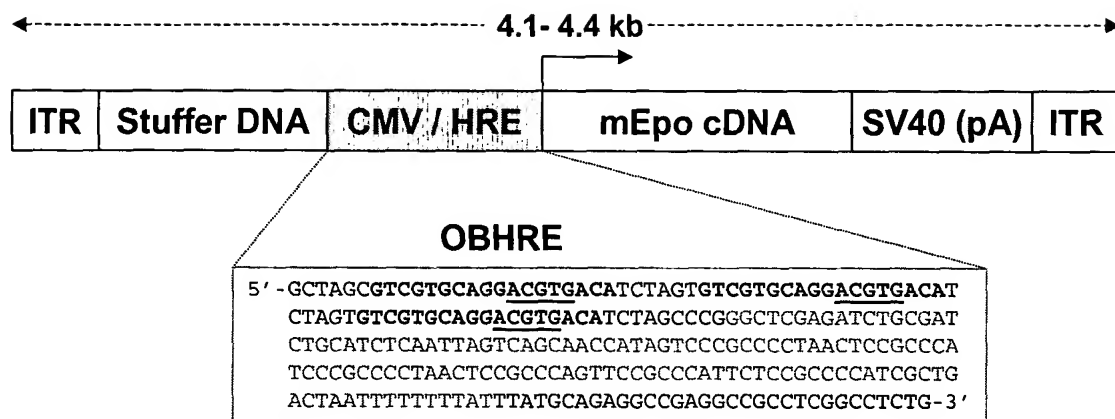 4.1- 4.4 kb
ITR Stuffer DNA CMV / HRE mEpo cDNA SV40 (pA) ITR
OBHRE
5'-GCTAGCGTCGTGCAGGACGTGACATCTAGTGTCGTGCAGGACGTGACAT
CTAGTGTCGTGCAGGACGTGACATCTAGCCCGGGCTCGAGATCTGCGAT
CTGCATCTCAATTAGTCAGCAACCATAGTCCCGCCCCTAACTCCGCCCA
TCCCGCCCCTAACTCCGCCCAGTTCCGCCCATTCTCCGCCCCATCGCTG
ACTAATTTTTTTTATTTATGCAGAGGCCGAGGCCGCCTCGGCCTCTG-3'